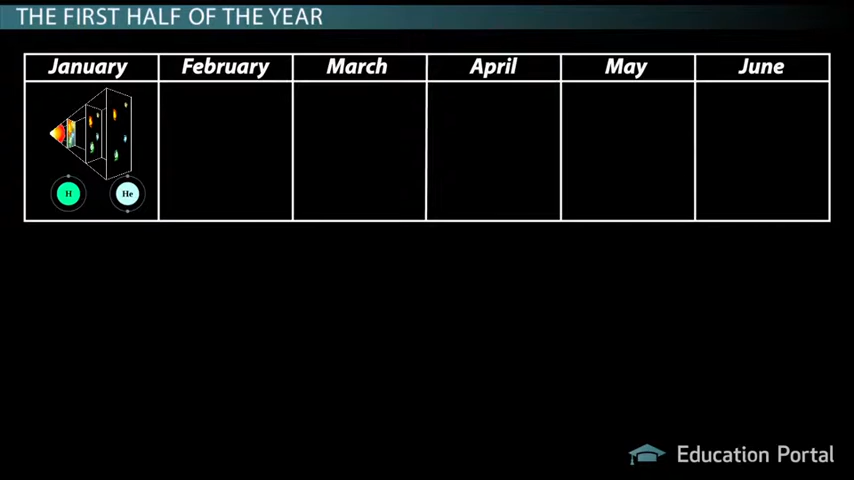 THE FIRST HALF OF THE YEAR
January February March April May June
H He
Education Portal